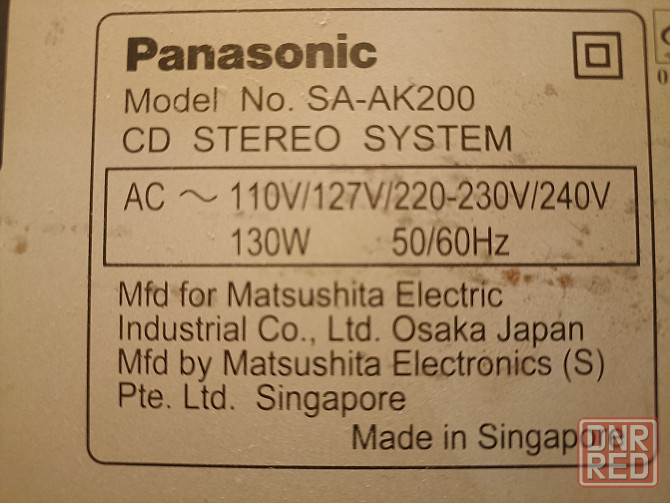 Panasonic
Model No. SA-AK200
CD STEREO SYSTEM
AC ~ 110V/127V/220-230V/240V
130W 50/60Hz
Mfd for Matsushita Electric
Industrial Co., Ltd. Osaka Japan
Mfd by Matsushita Electronics (S)
Pte. Ltd. Singapore
Made in Singapore
DNR
RED